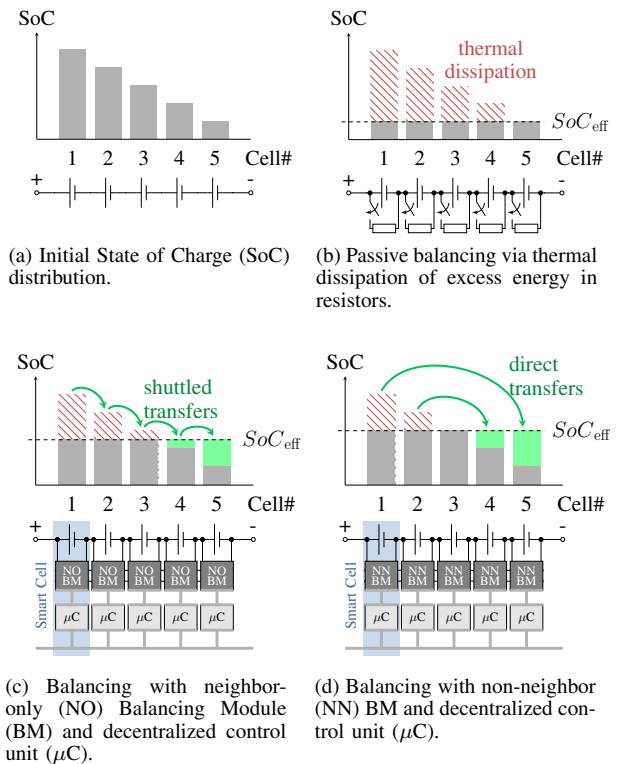 SoC
1 2 3 4 5 Cell#
+ -
(a) Initial State of Charge (SoC)
distribution.
SoC
thermal
dissipation
SoC_eff
1 2 3 4 5 Cell#
+ -
(b) Passive balancing via thermal
dissipation of excess energy in
resistors.
SoC
shuttled
transfers
SoC_eff
1 2 3 4 5 Cell#
+ -
Smart Cell
NO NO NO NO NO
BM BM BM BM BM
μC μC μC μC μC
(c) Balancing with neighbor-
only (NO) Balancing Module
(BM) and decentralized control
unit (μC).
SoC
direct
transfers
SoC_eff
1 2 3 4 5 Cell#
+ -
Smart Cell
NN NN NN NN NN
BM BM BM BM BM
μC μC μC μC μC
(d) Balancing with non-neighbor
(NN) BM and decentralized con-
trol unit (μC).